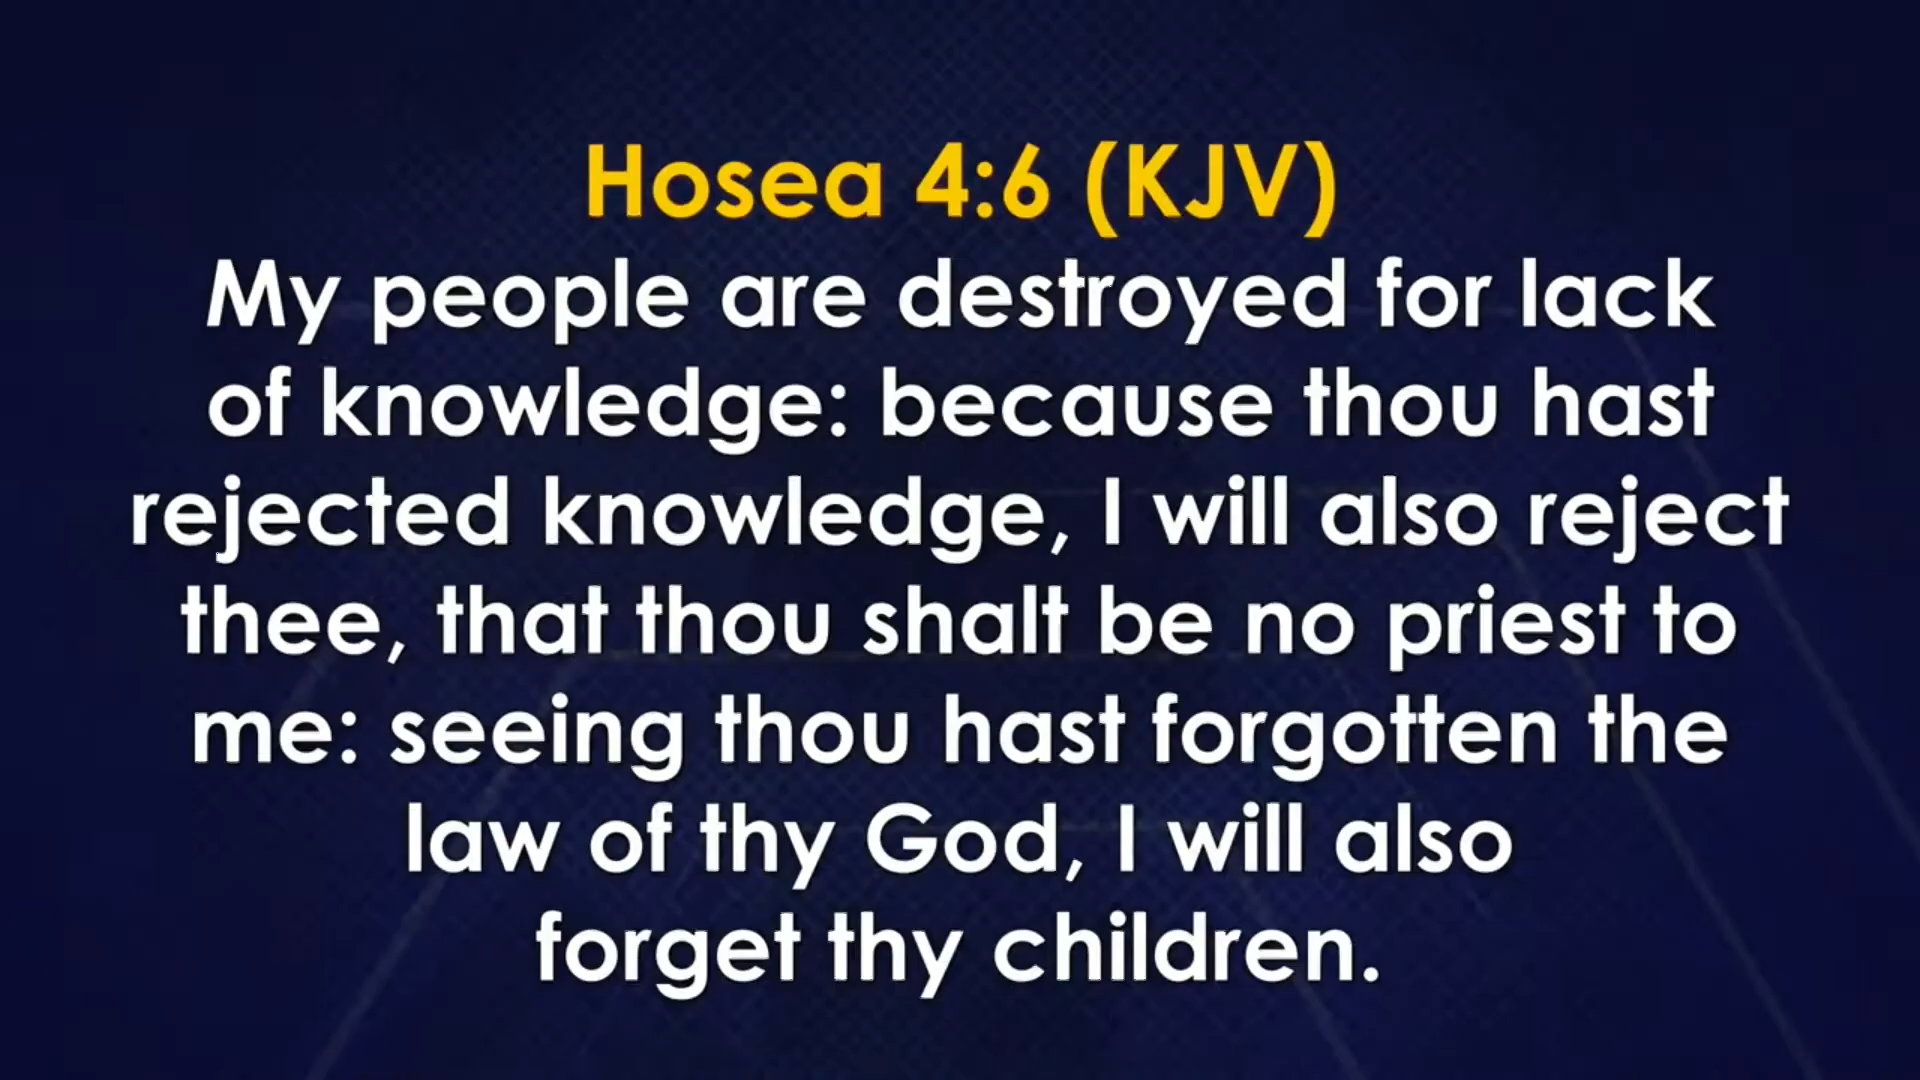 Hosea 4:6 (KJV)
My people are destroyed for lack
of knowledge: because thou hast
rejected knowledge, I will also reject
thee, that thou shalt be no priest to
me: seeing thou hast forgotten the
law of thy God, I will also
forget thy children.